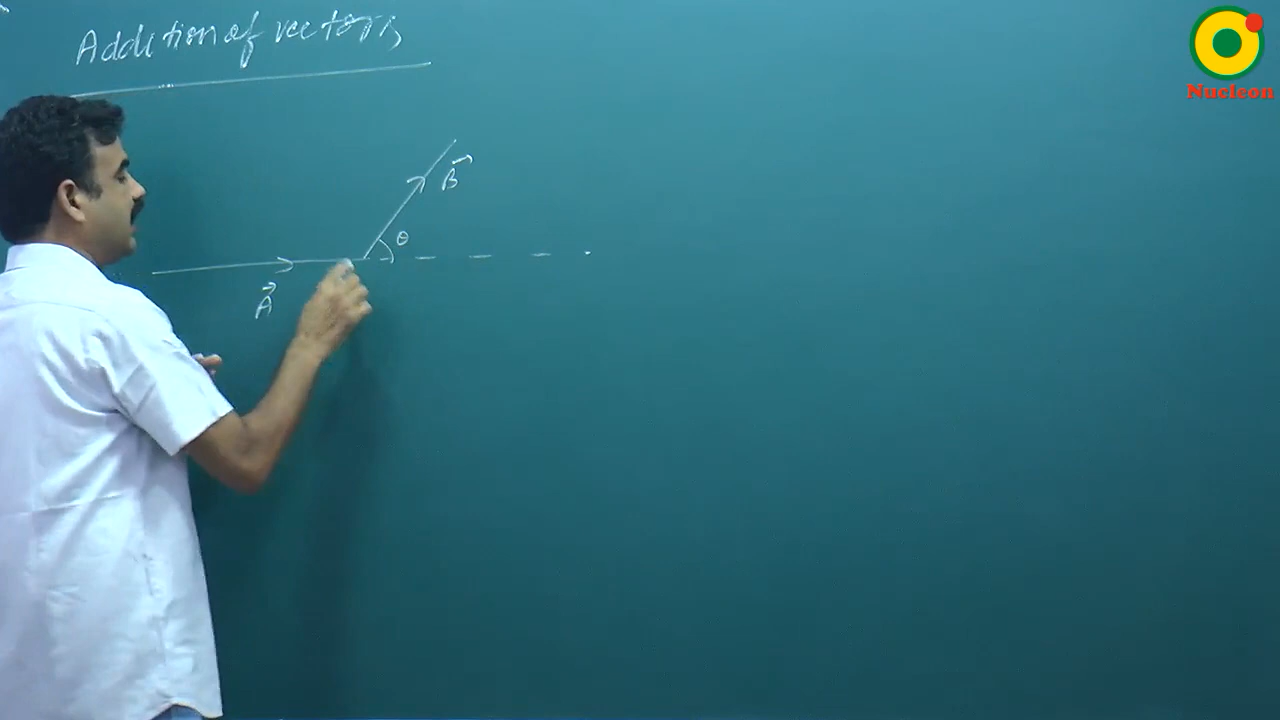 Addition of vectors
Nucleon
B⃗
θ
A⃗